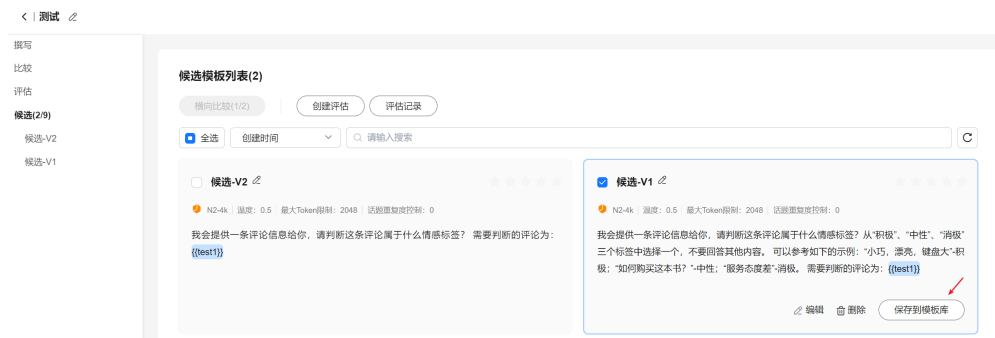 测试
撰写
比较
评估
候选(2/9)
候选-V2
候选-V1
候选模板列表(2)
横向比较(1/2)
创建评估
评估记录
全选
创建时间
请输入搜索
候选-V2
N2-4k 温度：0.5 最大Token限制：2048 话题重复度控制：0
我会提供一条评论信息给你，请判断这条评论属于什么情感标签？ 需要判断的评论为：
{{test1}}
候选-V1
N2-4k 温度：0.5 最大Token限制：2048 话题重复度控制：0
我会提供一条评论信息给你，请判断这条评论属于什么情感标签？从“积极”、“中性”、“消极”
三个标签中选择一个，不要回答其他内容。 可以参考如下的示例：“小巧，漂亮，键盘大”-积
极；“如何购买这本书？”-中性；“服务态度差”-消极。 需要判断的评论为：{{test1}}
编辑
删除
保存到模板库